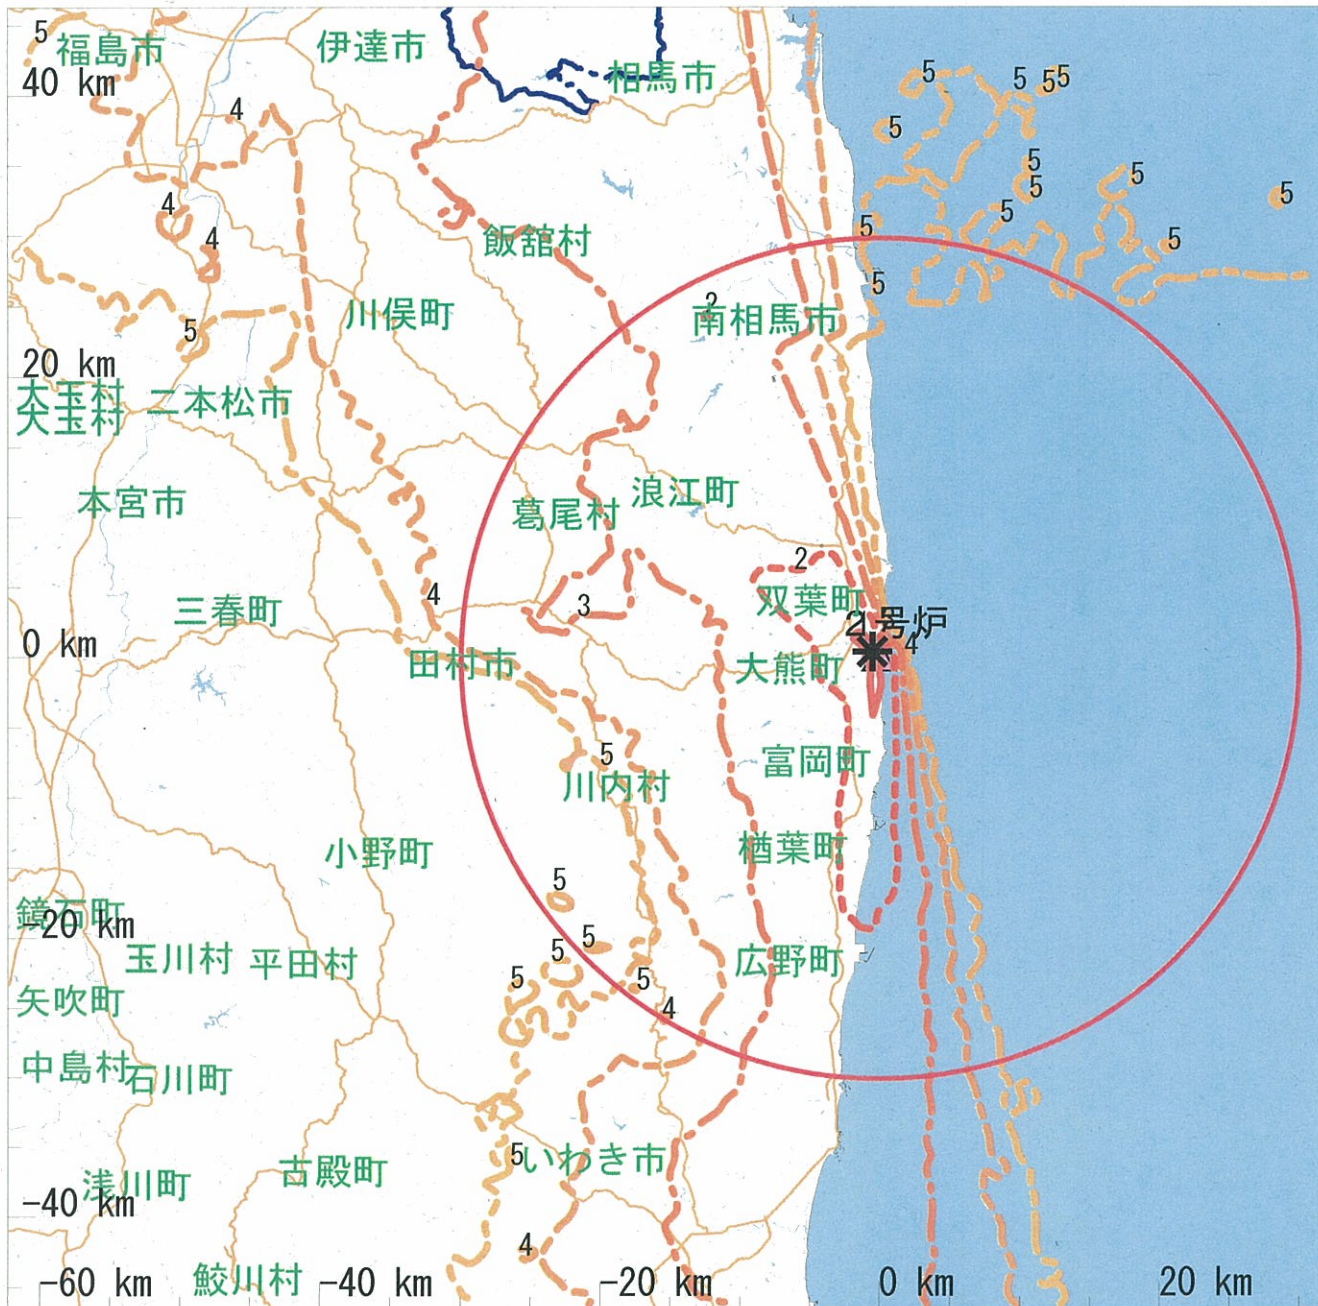 5
福島市
伊達市
相馬市
5
5
55
40 km
4
5
5
5
5
4
5
5
4
飯舘村
5
5
2
5
川俣町
南相馬市
5
20 km
大玉村
二本松市
大玉村
本宮市
葛尾村
浪江町
2
4
3
双葉町
三春町
1号炉
0 km
田村市
大熊町
4
5
川内村
富岡町
小野町
楢葉町
5
鏡石町
-20 km
5
玉川村
平田村
5
5
5
広野町
矢吹町
4
中島村
石川町
5
いわき市
浅川町
古殿町
-40 km
4
-60 km
鮫川村
-40 km
-20 km
0 km
20 km